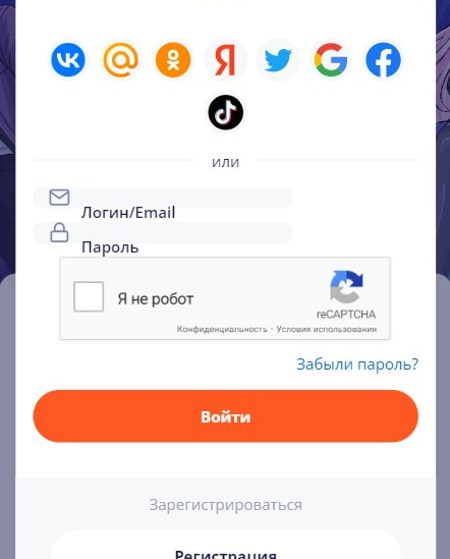 или
Логин/Email
Пароль
Я не робот
reCAPTCHA
Конфиденциальность - Условия использования
Забыли пароль?
Войти
Зарегистрироваться
Регистрация